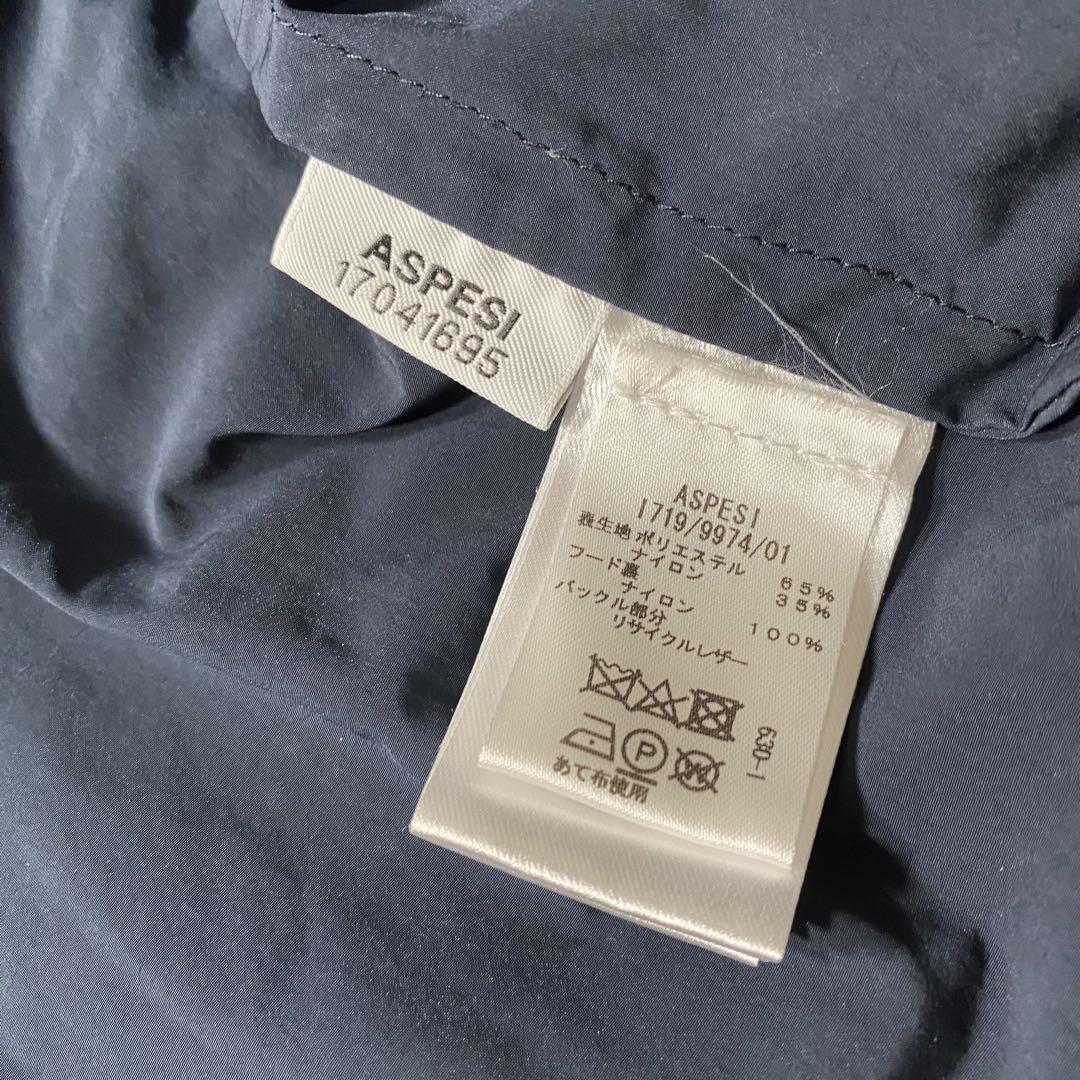 ASPESI
17041695
ASPESI
I719/9974/01
表生地 ポリエステル 65%
ナイロン 35%
フード裏
ナイロン 100%
バックル部分
リサイクルレザー
P
W
あて布使用